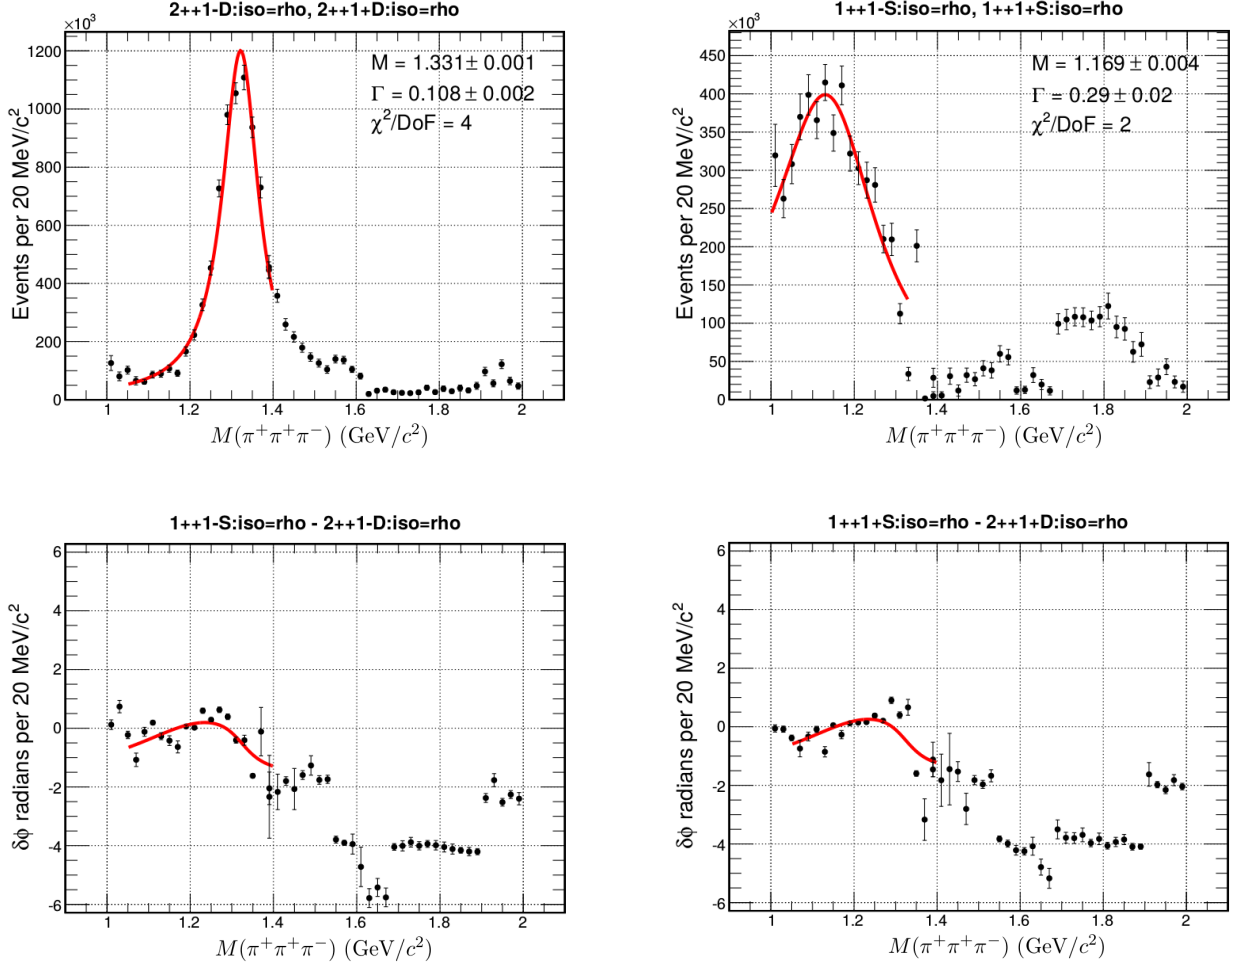 2++1-D:iso=rho, 2++1+D:iso=rho
×10³
1200
1000
800
600
400
200
0
1 1.2 1.4 1.6 1.8 2
Events per 20 MeV/c²
M(π⁺π⁺π⁻) (GeV/c²)
M = 1.331 ± 0.001
Γ = 0.108 ± 0.002
χ²/DoF = 4
1++1-S:iso=rho, 1++1+S:iso=rho
×10³
450
400
350
300
250
200
150
100
50
0
1 1.2 1.4 1.6 1.8 2
Events per 20 MeV/c²
M(π⁺π⁺π⁻) (GeV/c²)
M = 1.169 ± 0.004
Γ = 0.29 ± 0.02
χ²/DoF = 2
1++1-S:iso=rho - 2++1-D:iso=rho
6
4
2
0
-2
-4
-6
1 1.2 1.4 1.6 1.8 2
δϕ radians per 20 MeV/c²
M(π⁺π⁺π⁻) (GeV/c²)
1++1+S:iso=rho - 2++1+D:iso=rho
6
4
2
0
-2
-4
-6
1 1.2 1.4 1.6 1.8 2
δϕ radians per 20 MeV/c²
M(π⁺π⁺π⁻) (GeV/c²)